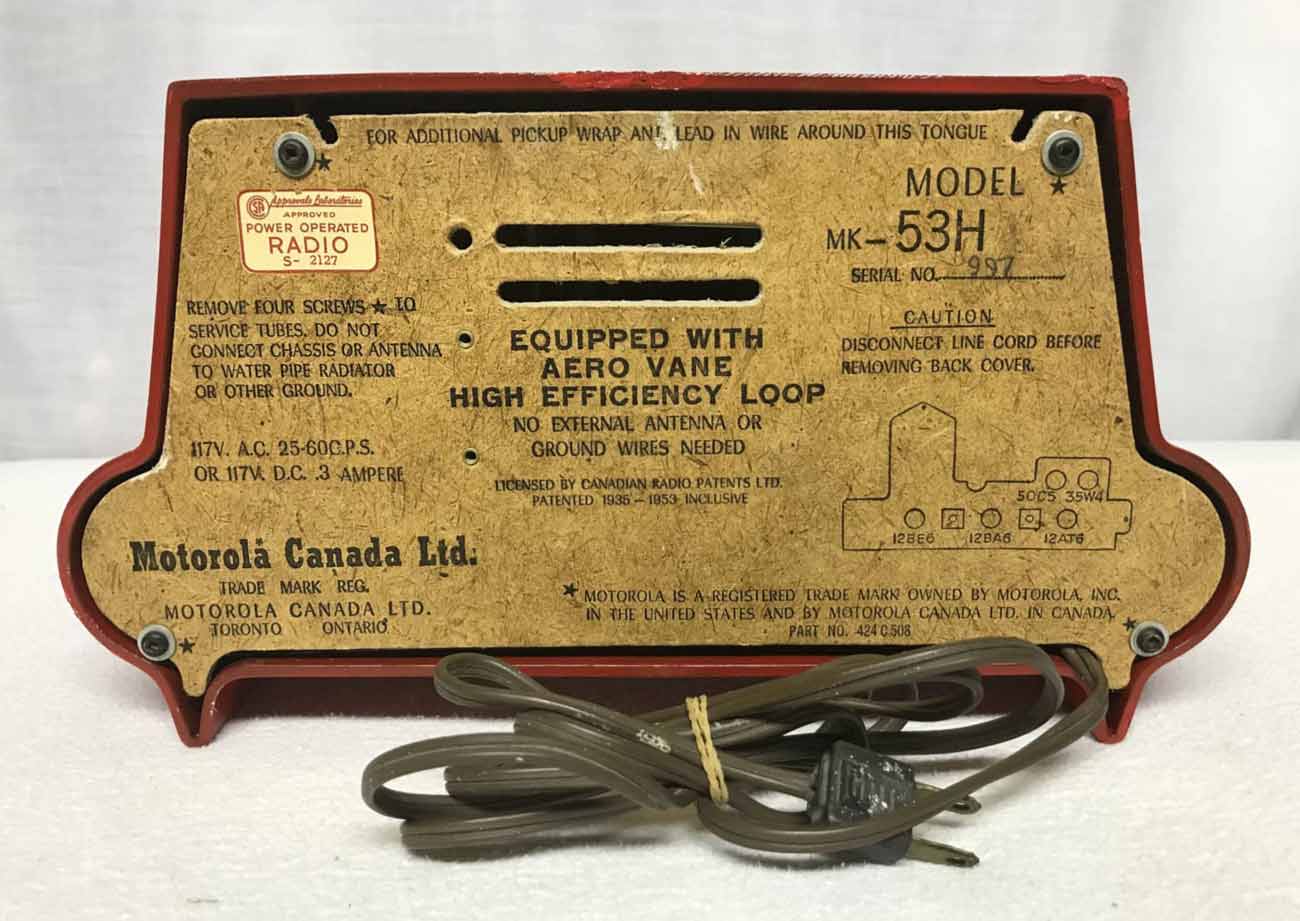 FOR ADDITIONAL PICKUP WRAP ANT. LEAD IN WIRE AROUND THIS TONGUE
CSA Approvals Laboratories
APPROVED
POWER OPERATED
RADIO
S- 2127
MODEL
MK-53H
SERIAL NO. 997
REMOVE FOUR SCREWS ★ TO
SERVICE TUBES. DO NOT
CONNECT CHASSIS OR ANTENNA
TO WATER PIPE RADIATOR
OR OTHER GROUND.
117V. A.C. 25-60C.P.S.
OR 117V. D.C. .3 AMPERE
EQUIPPED WITH
AERO VANE
HIGH EFFICIENCY LOOP
NO EXTERNAL ANTENNA OR
GROUND WIRES NEEDED
LICENSED BY CANADIAN RADIO PATENTS LTD.
PATENTED 1935-1953 INCLUSIVE
CAUTION
DISCONNECT LINE CORD BEFORE
REMOVING BACK COVER.
50C5 35W4
12BE6 12BA6 12AT6
Motorola Canada Ltd.
TRADE MARK REG.
MOTOROLA CANADA LTD.
TORONTO ONTARIO
★ MOTOROLA IS A REGISTERED TRADE MARK OWNED BY MOTOROLA, INC.
IN THE UNITED STATES AND BY MOTOROLA CANADA LTD. IN CANADA.
PART NO. 424C508